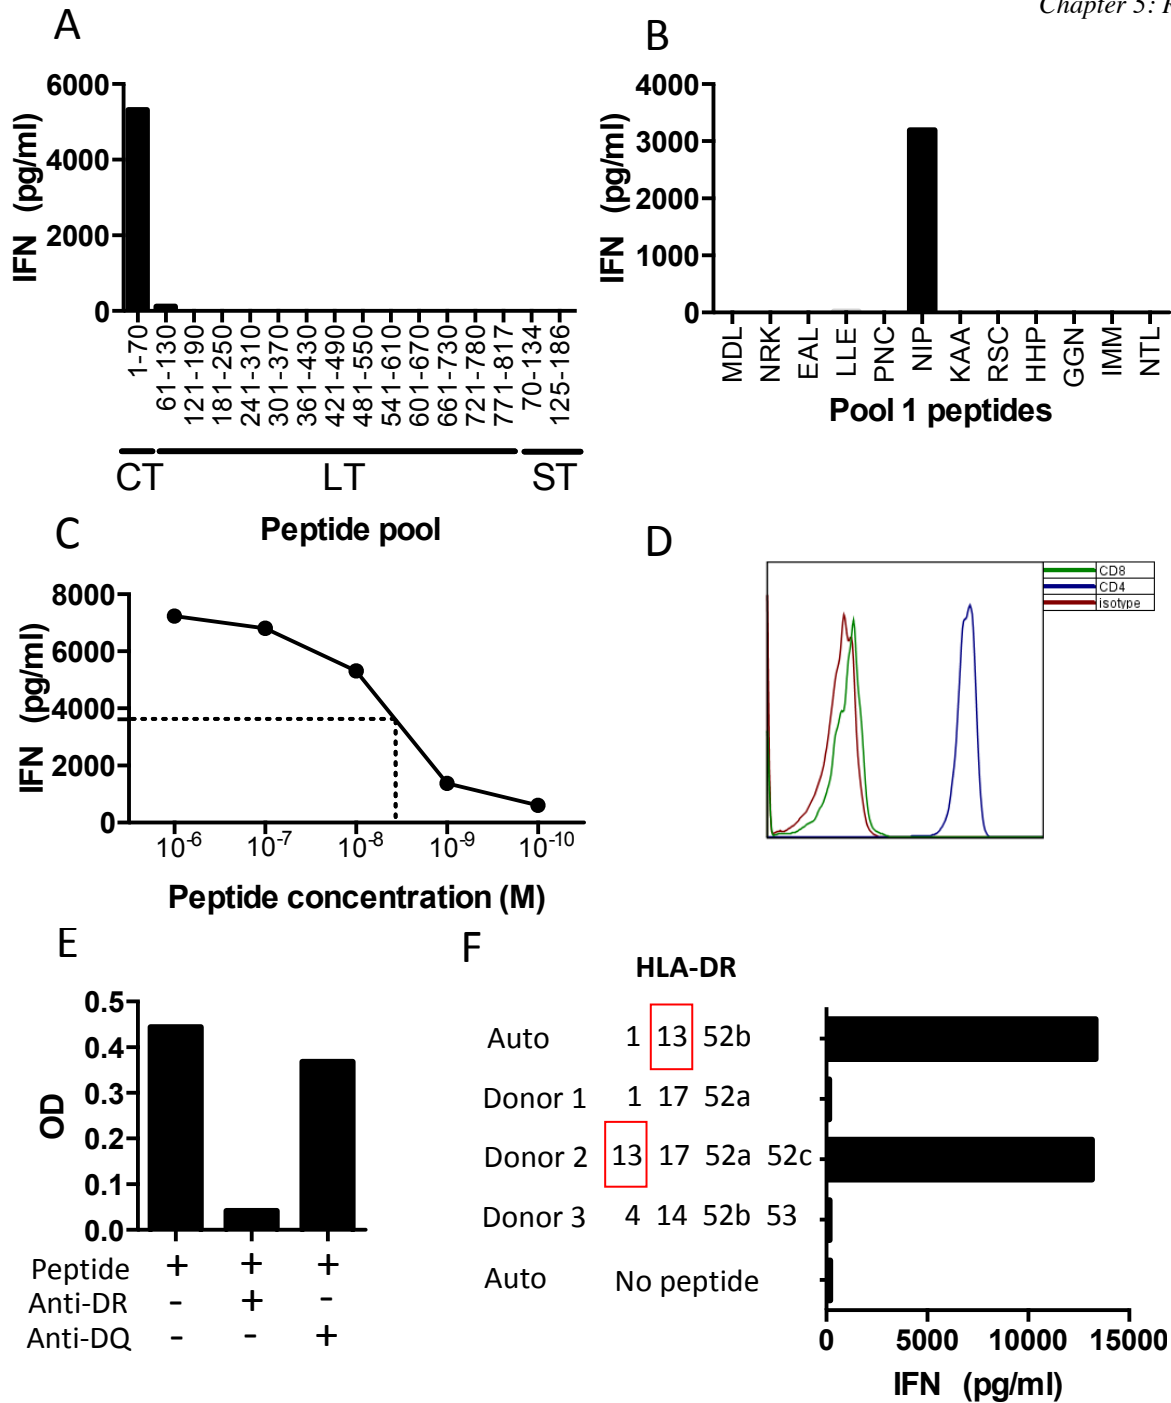 Chapter 5: R
A
IFN (pg/ml)
6000
4000
2000
0
1-70
61-130
121-190
181-250
241-310
301-370
361-430
421-490
481-550
541-610
601-670
661-730
721-780
771-817
70-134
125-186
CT
LT
ST
Peptide pool
B
IFN (pg/ml)
4000
3000
2000
1000
0
MDL
NRK
EAL
LLE
PNC
NIP
KAA
RSC
HHP
GGN
IMM
NTL
Pool 1 peptides
C
IFN (pg/ml)
8000
6000
4000
2000
0
10-6
10-7
10-8
10-9
10-10
Peptide concentration (M)
D
CD8
CD4
isotype
E
OD
0.5
0.4
0.3
0.2
0.1
0.0
Peptide + + +
Anti-DR - + -
Anti-DQ - - +
F
HLA-DR
Auto 1 13 52b
Donor 1 1 17 52a
Donor 2 13 17 52a 52c
Donor 3 4 14 52b 53
Auto No peptide
0 5000 10000 15000
IFN (pg/ml)